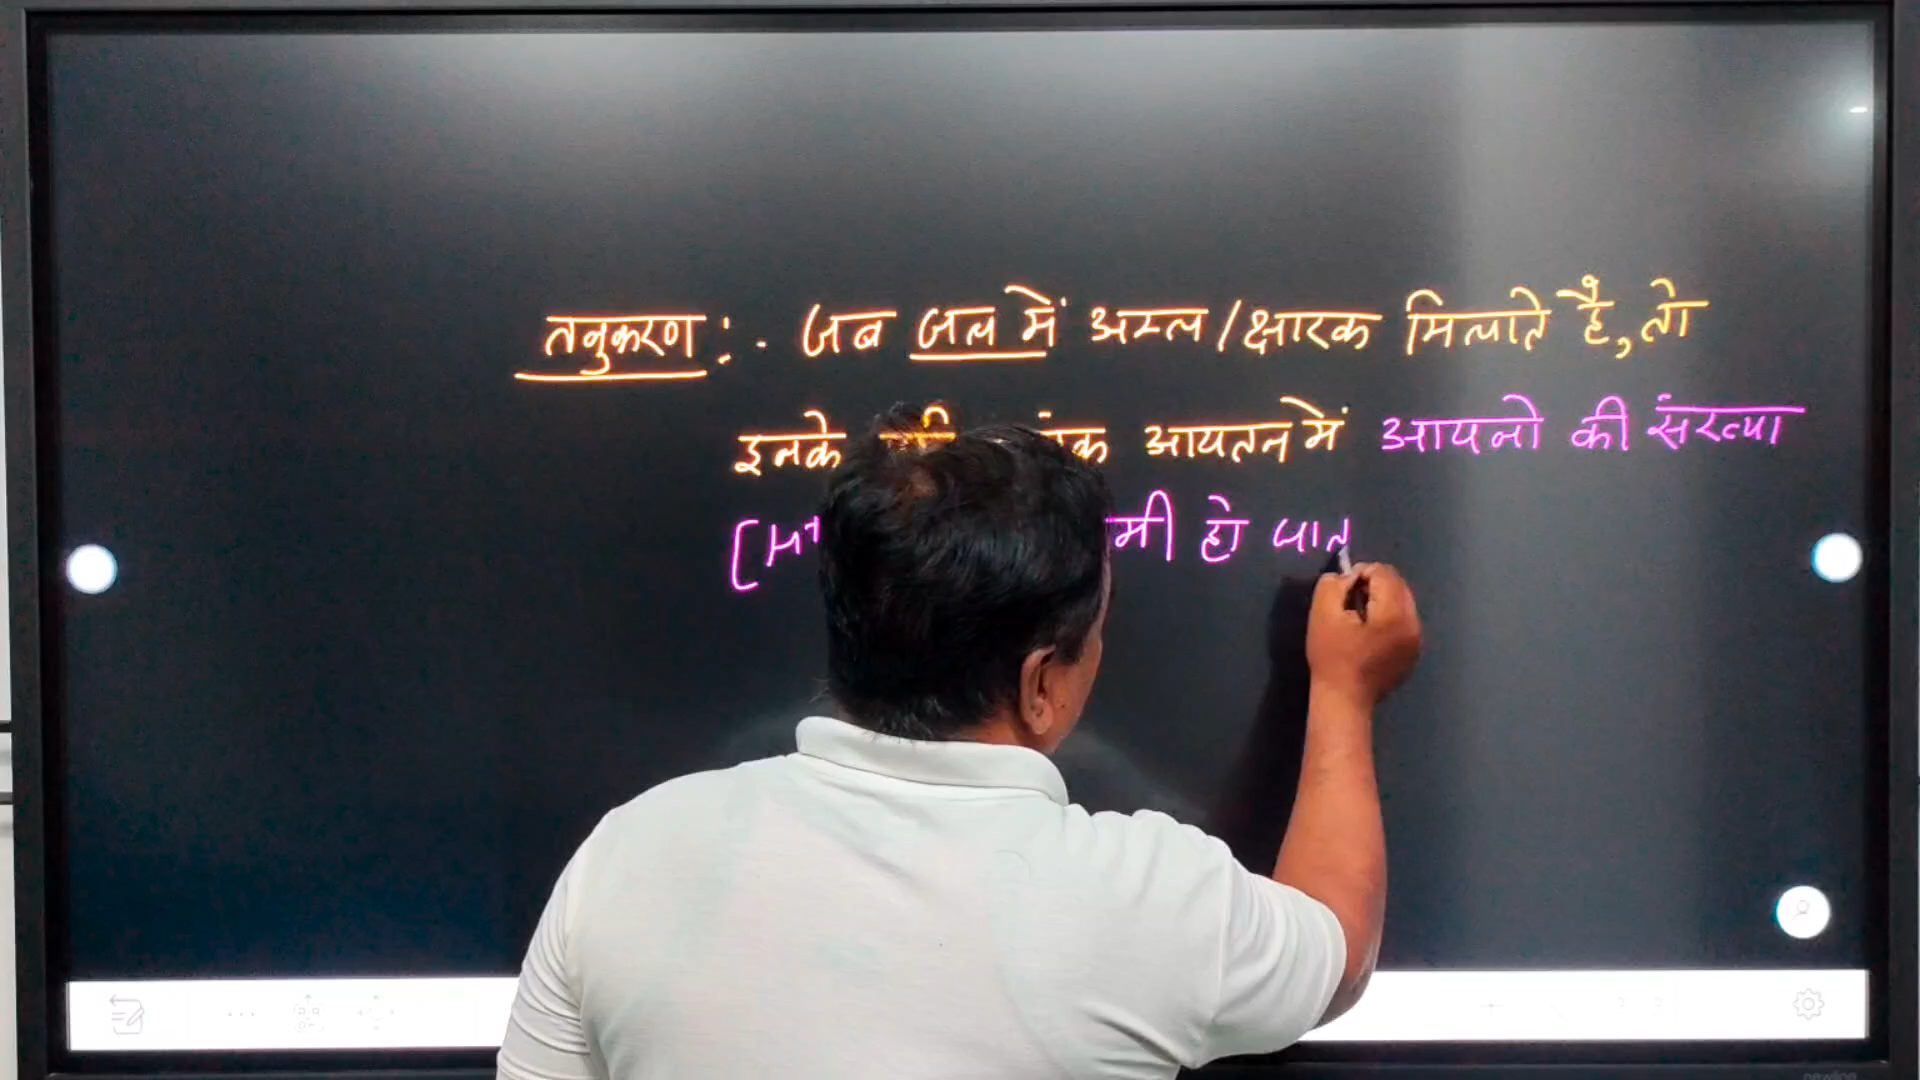 तनुकरण :- जब जल में अम्ल / क्षारक मिलाते है, तो
इनके आयतन में आयनो की संख्या
[H+ मी हो जात